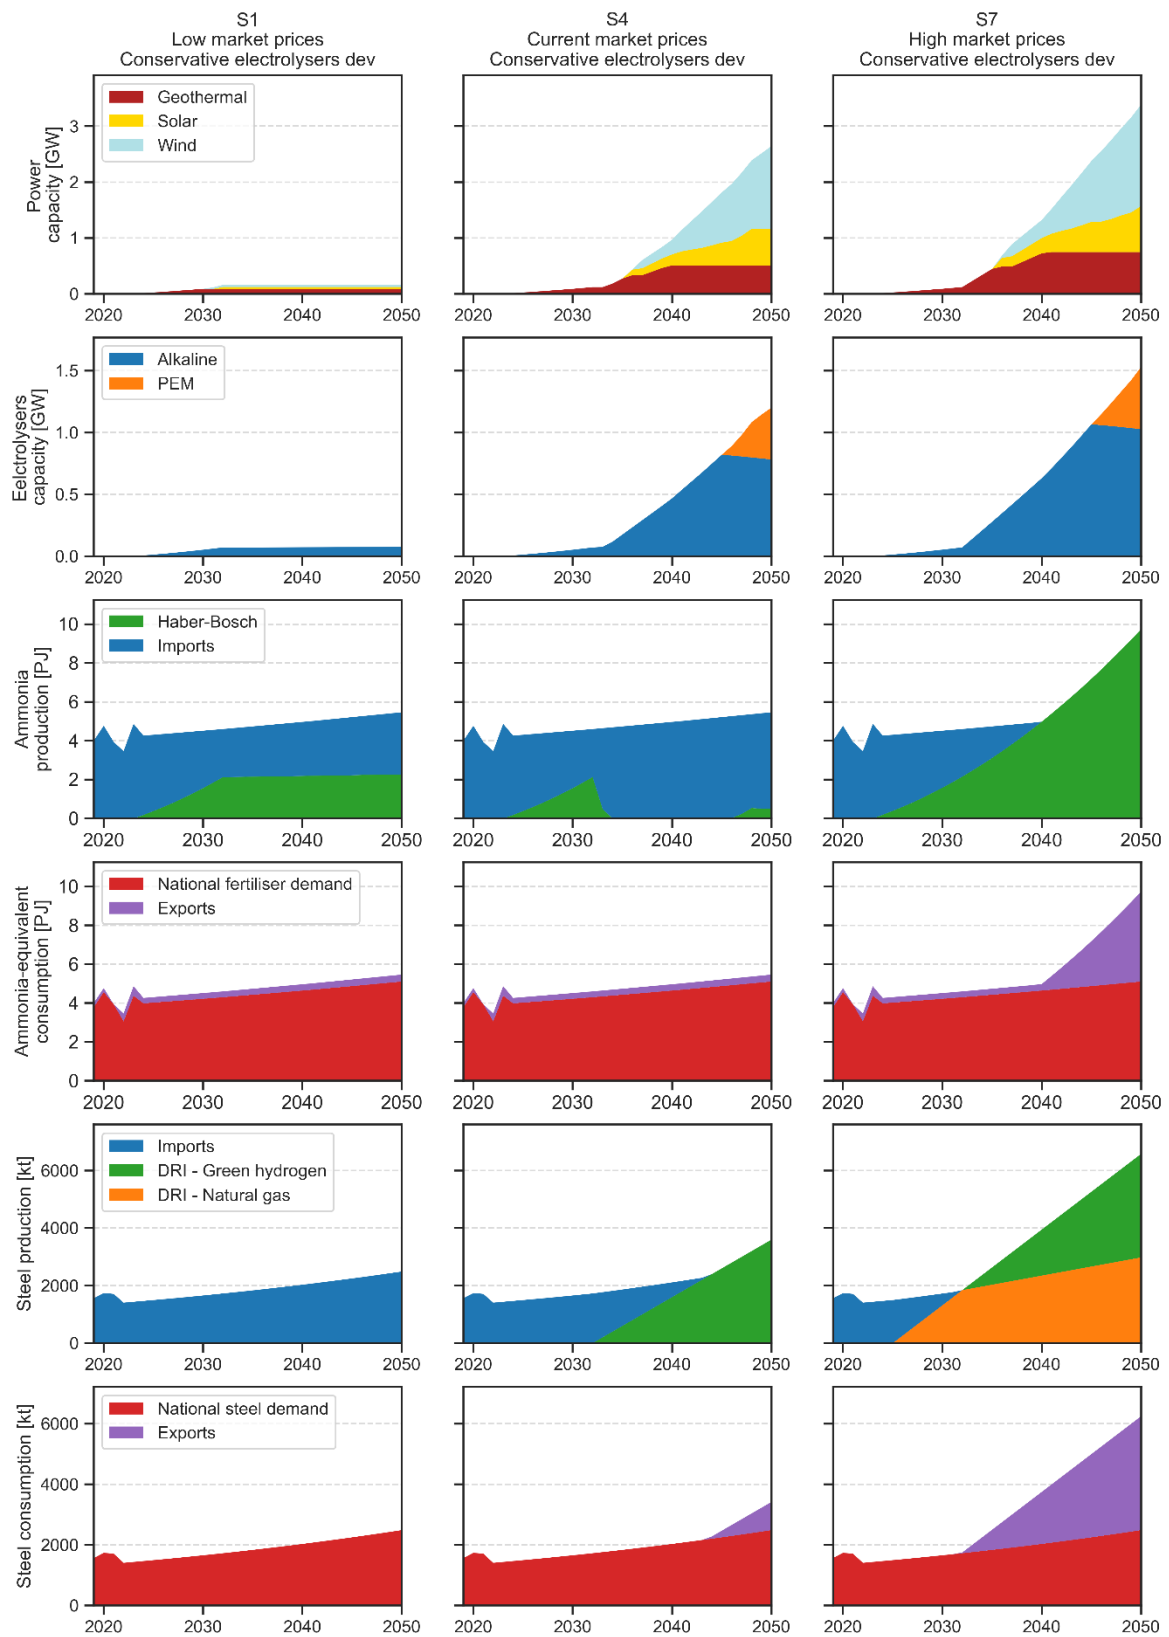 S1
Low market prices
Conservative electrolysers dev
S4
Current market prices
Conservative electrolysers dev
S7
High market prices
Conservative electrolysers dev
Power
capacity [GW]
3
2
1
0
Geothermal
Solar
Wind
2020 2030 2040 2050
2020 2030 2040 2050
2020 2030 2040 2050
Eelctrolysers
capacity [GW]
1.5
1.0
0.5
0.0
Alkaline
PEM
2020 2030 2040 2050
2020 2030 2040 2050
2020 2030 2040 2050
Ammonia
production [PJ]
10
8
6
4
2
0
Haber-Bosch
Imports
2020 2030 2040 2050
2020 2030 2040 2050
2020 2030 2040 2050
Ammonia-equivalent
consumption [PJ]
10
8
6
4
2
0
National fertiliser demand
Exports
2020 2030 2040 2050
2020 2030 2040 2050
2020 2030 2040 2050
Steel prduction [kt]
6000
4000
2000
0
Imports
DRI - Green hydrogen
DRI - Natural gas
2020 2030 2040 2050
2020 2030 2040 2050
2020 2030 2040 2050
Steel consumption [kt]
6000
4000
2000
0
National steel demand
Exports
2020 2030 2040 2050
2020 2030 2040 2050
2020 2030 2040 2050